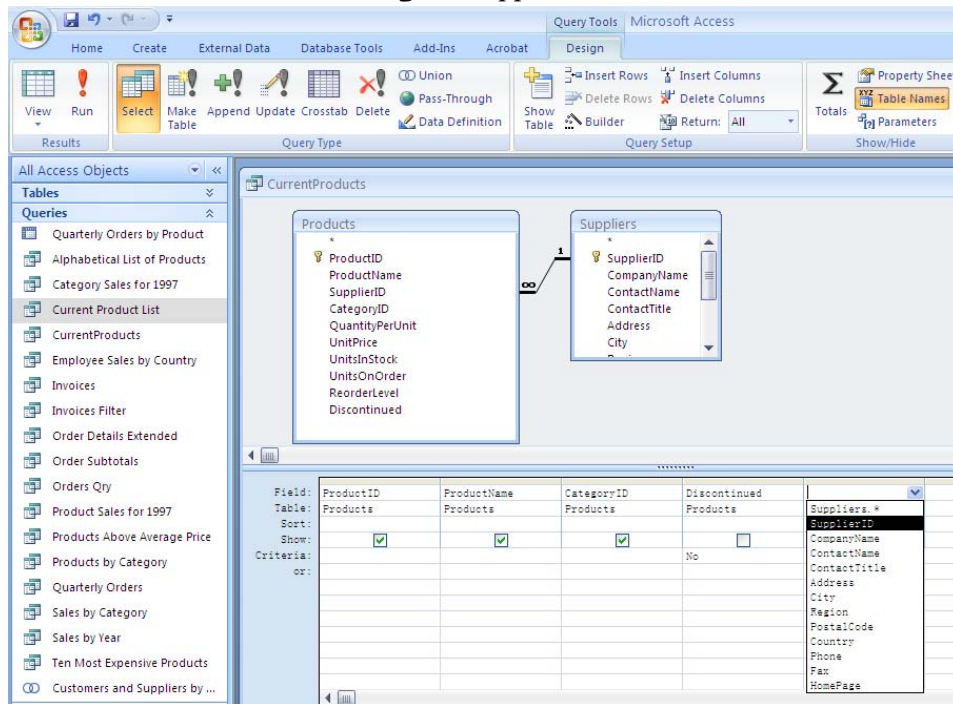 Query Tools Microsoft Access
Home Create External Data Database Tools Add-Ins Acrobat Design
View
Run
Select
Make Table
Append
Update
Crosstab
Delete
Union
Pass-Through
Data Definition
Show Table
Insert Rows
Delete Rows
Builder
Insert Columns
Delete Columns
Return: All
Totals
Property Shee
XYZ Table Names
Parameters
Results Query Type Query Setup Show/Hide
All Access Objects
Tables
Queries
Quarterly Orders by Product
Alphabetical List of Products
Category Sales for 1997
Current Product List
CurrentProducts
Employee Sales by Country
Invoices
Invoices Filter
Order Details Extended
Order Subtotals
Orders Qry
Product Sales for 1997
Products Above Average Price
Products by Category
Quarterly Orders
Sales by Category
Sales by Year
Ten Most Expensive Products
Customers and Suppliers by ...
CurrentProducts
Products
*
ProductID
ProductName
SupplierID
CategoryID
QuantityPerUnit
UnitPrice
UnitsInStock
UnitsOnOrder
ReorderLevel
Discontinued
∞
1
Suppliers
*
SupplierID
CompanyName
ContactName
ContactTitle
Address
City
Field: ProductID ProductName CategoryID Discontinued
Table: Products Products Products Products
Sort:
Show:
Criteria: No
or:
Suppliers.*
SupplierID
CompanyName
ContactName
ContactTitle
Address
City
Region
PostalCode
Country
Phone
Fax
HomePage